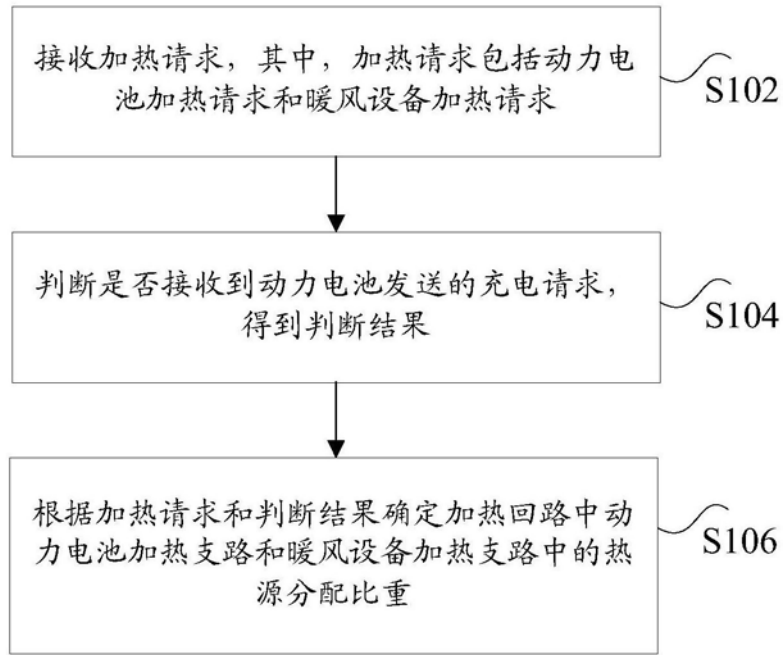 接收加热请求，其中，加热请求包括动力电
池加热请求和暖风设备加热请求
S102
判断是否接收到动力电池发送的充电请求，
得到判断结果
S104
根据加热请求和判断结果确定加热回路中动
力电池加热支路和暖风设备加热支路中的热
源分配比重
S106